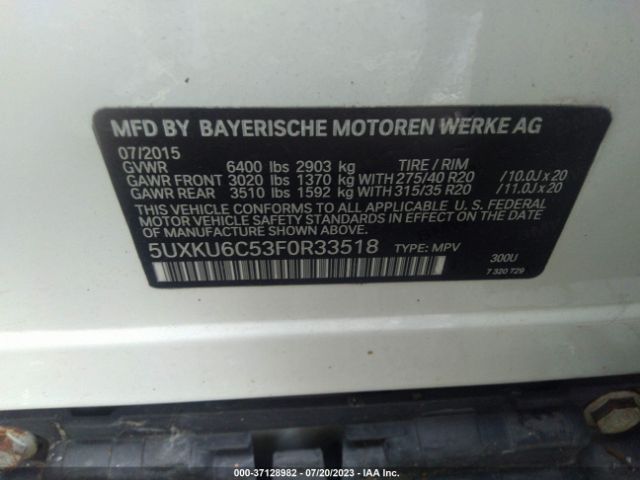 MFD BY BAYERISCHE MOTOREN WERKE AG
07/2015
GVWR 6400 lbs 2903 kg TIRE / RIM
GAWR FRONT 3020 lbs 1370 kg WITH 275/40 R20 /10.0J x 20
GAWR REAR 3510 lbs 1592 kg WITH 315/35 R20 /11.0J x 20
THIS VEHICLE CONFORMS TO ALL APPLICABLE U.S. FEDERAL
MOTOR VEHICLE SAFETY STANDARDS IN EFFECT ON THE DATE OF
MANUFACTURE SHOWN ABOVE.
5UXKU6C53F0R33518 TYPE: MPV 300U
7 320 729
000-37128982 - 07/20/2023 - IAA Inc.